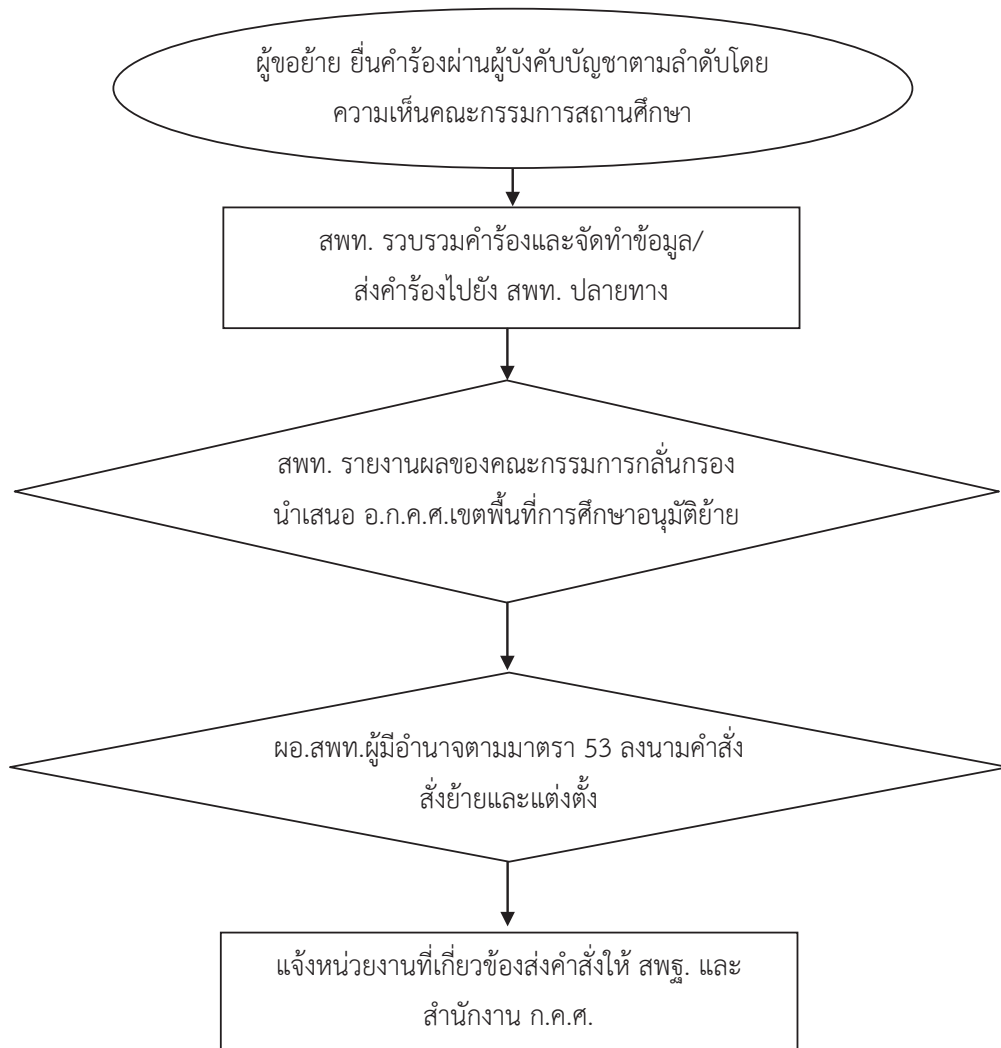 ผู้ขอย้าย ยื่นคำร้องผ่านผู้บังคับบัญชาตามลำดับโดย
ความเห็นคณะกรรมการสถานศึกษา
สพท. รวบรวมคำร้องและจัดทำข้อมูล/
ส่งคำร้องไปยัง สพท. ปลายทาง
สพท. รายงานผลของคณะกรรมการกลั่นกรอง
นำเสนอ อ.ก.ค.ศ.เขตพื้นที่การศึกษาอนุมัติย้าย
ผอ.สพท.ผู้มีอำนาจตามมาตรา 53 ลงนามคำสั่ง
สั่งย้ายและแต่งตั้ง
แจ้งหน่วยงานที่เกี่ยวข้องส่งคำสั่งให้ สพฐ. และ
สำนักงาน ก.ค.ศ.